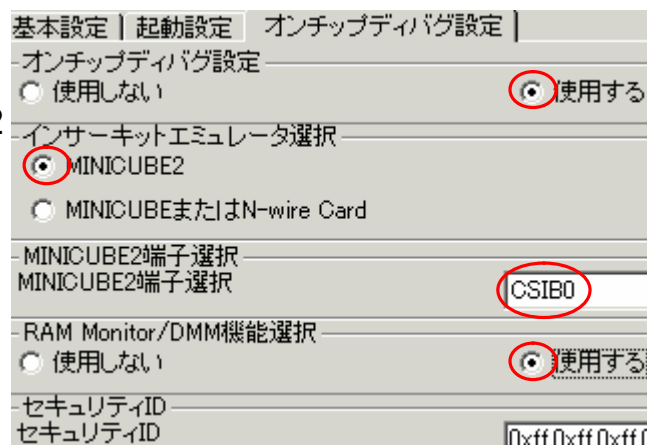 基本設定 起動設定 オンチップディバグ設定
オンチップディバグ設定
使用しない 使用する
2
インサーキットエミュレータ選択
MINICUBE2
MINICUBEまたはN-wire Card
MINICUBE2端子選択
MINICUBE2端子選択 CSIB0
RAM Monitor/DMM機能選択
使用しない 使用する
セキュリティID
セキュリティID 0xff,0xff,0xff,0